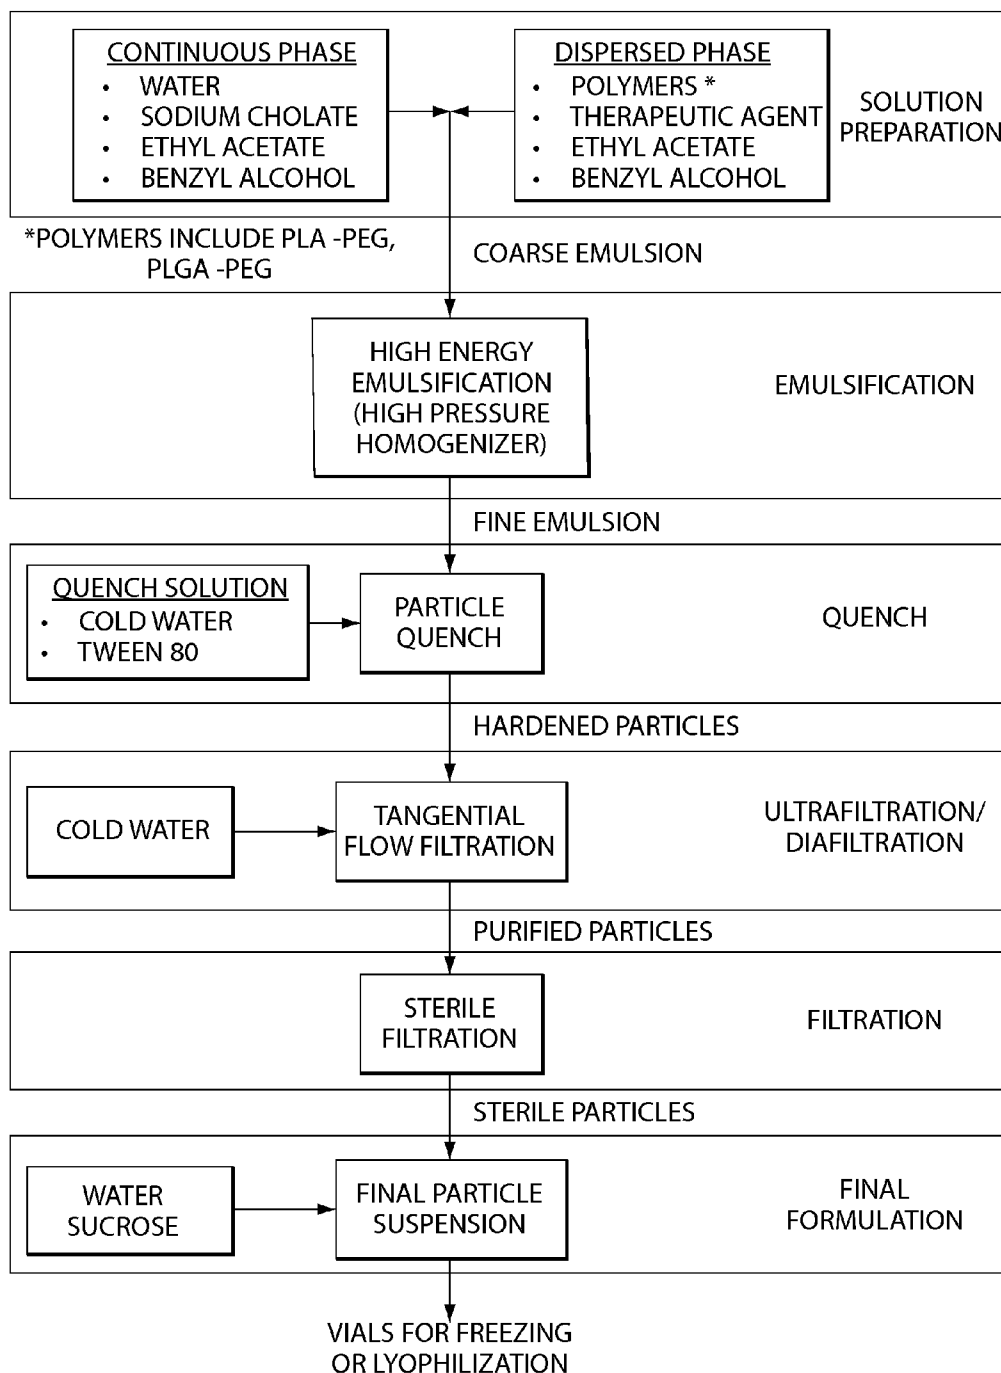 CONTINUOUS PHASE
• WATER
• SODIUM CHOLATE
• ETHYL ACETATE
• BENZYL ALCOHOL
DISPERSED PHASE
• POLYMERS *
• THERAPEUTIC AGENT
• ETHYL ACETATE
• BENZYL ALCOHOL
SOLUTION
PREPARATION
*POLYMERS INCLUDE PLA -PEG,
PLGA -PEG
COARSE EMULSION
HIGH ENERGY
EMULSIFICATION
(HIGH PRESSURE
HOMOGENIZER)
EMULSIFICATION
FINE EMULSION
QUENCH SOLUTION
• COLD WATER
• TWEEN 80
PARTICLE
QUENCH
QUENCH
HARDENED PARTICLES
COLD WATER
TANGENTIAL
FLOW FILTRATION
ULTRAFILTRATION/
DIAFILTRATION
PURIFIED PARTICLES
STERILE
FILTRATION
FILTRATION
STERILE PARTICLES
WATER
SUCROSE
FINAL PARTICLE
SUSPENSION
FINAL
FORMULATION
VIALS FOR FREEZING
OR LYOPHILIZATION